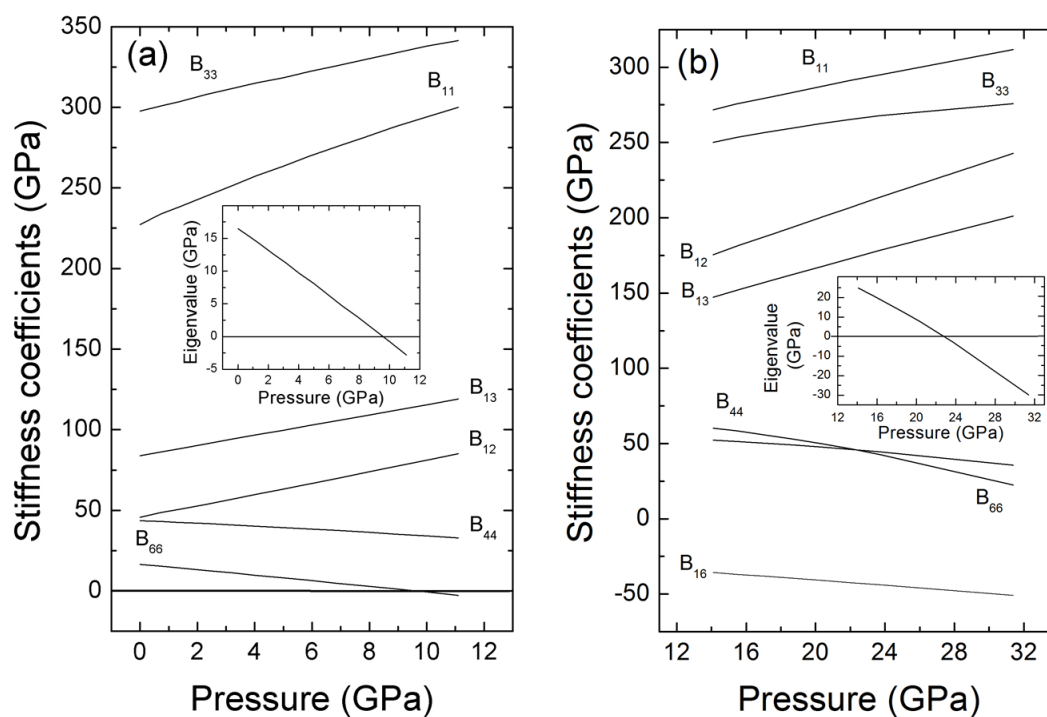 (a)
Stiffness coefficients (GPa)
350
300
250
200
150
100
50
0
B33
B11
B13
B12
B44
B66
0 2 4 6 8 10 12
Pressure (GPa)
Eigenvalue (GPa)
15
10
5
0
-5
0 2 4 6 8 10 12
Pressure (GPa)
(b)
Stiffness coefficients (GPa)
300
250
200
150
100
50
0
-50
B11
B33
B12
B13
B44
B66
B16
12 16 20 24 28 32
Pressure (GPa)
Eigenvalue
(GPa)
20
10
0
-10
-20
-30
12 16 20 24 28 32
Pressure (GPa)